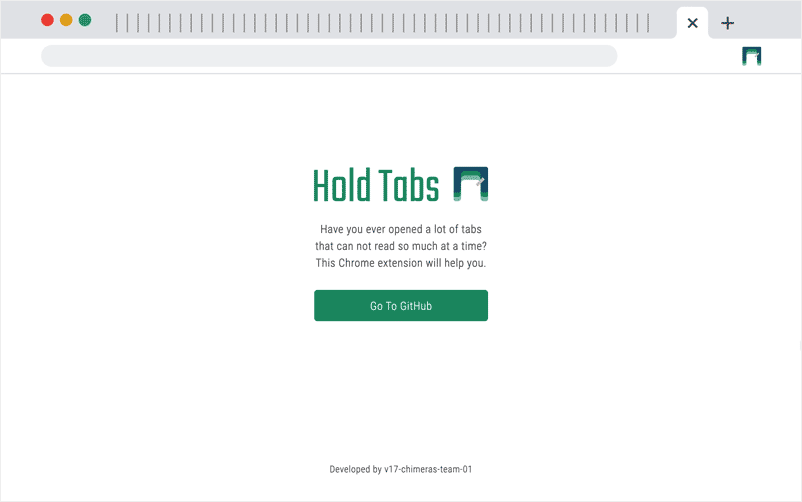 Hold Tabs
Have you ever opened a lot of tabs
that can not read so much at a time?
This Chrome extension will help you.
Go To GitHub
Developed by v17-chimeras-team-01